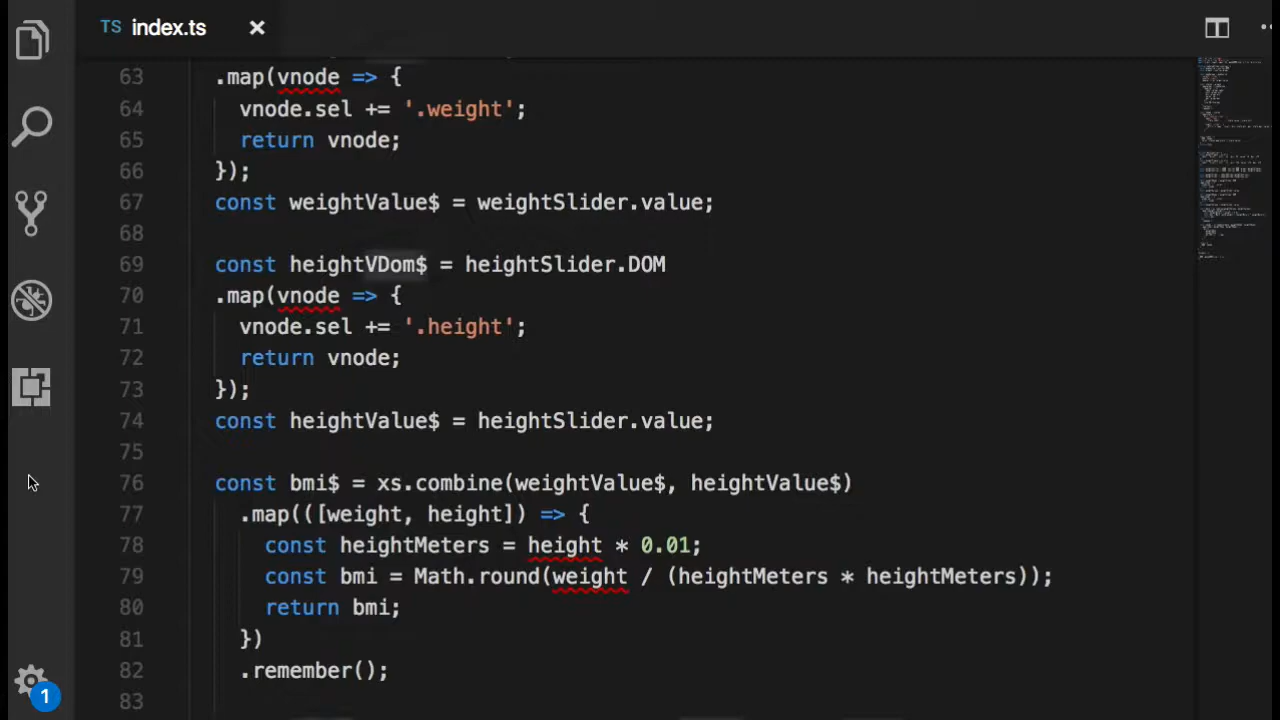 TS index.ts
63 .map(vnode => {
64 vnode.sel += '.weight';
65 return vnode;
66 });
67 const weightValue$ = weightSlider.value;
68
69 const heightVDom$ = heightSlider.DOM
70 .map(vnode => {
71 vnode.sel += '.height';
72 return vnode;
73 });
74 const heightValue$ = heightSlider.value;
75
76 const bmi$ = xs.combine(weightValue$, heightValue$)
77 .map(([weight, height]) => {
78 const heightMeters = height * 0.01;
79 const bmi = Math.round(weight / (heightMeters * heightMeters));
80 return bmi;
81 })
82 .remember();
83
1